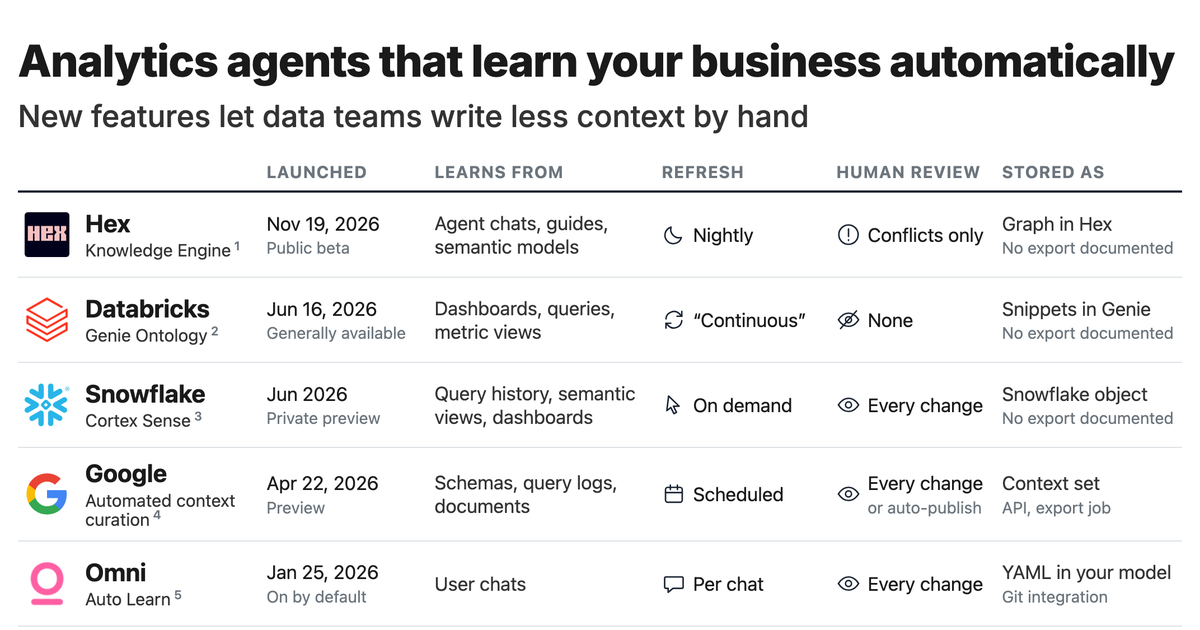 Analytics agents that learn your business automatically
New features let data teams write less context by hand
LAUNCHED LEARNS FROM REFRESH HUMAN REVIEW STORED AS
HEX
Hex
Knowledge Engine 1
Nov 19, 2026
Public beta
Agent chats, guides,
semantic models
Nightly
Conflicts only
Graph in Hex
No export documented
Databricks
Genie Ontology 2
Jun 16, 2026
Generally available
Dashboards, queries,
metric views
“Continuous”
None
Snippets in Genie
No export documented
Snowflake
Cortex Sense 3
Jun 2026
Private preview
Query history, semantic
views, dashboards
On demand
Every change
Snowflake object
No export documented
Google
Automated context
curation 4
Apr 22, 2026
Preview
Schemas, query logs,
documents
Scheduled
Every change
or auto-publish
Context set
API, export job
Omni
Auto Learn 5
Jan 25, 2026
On by default
User chats
Per chat
Every change
YAML in your model
Git integration